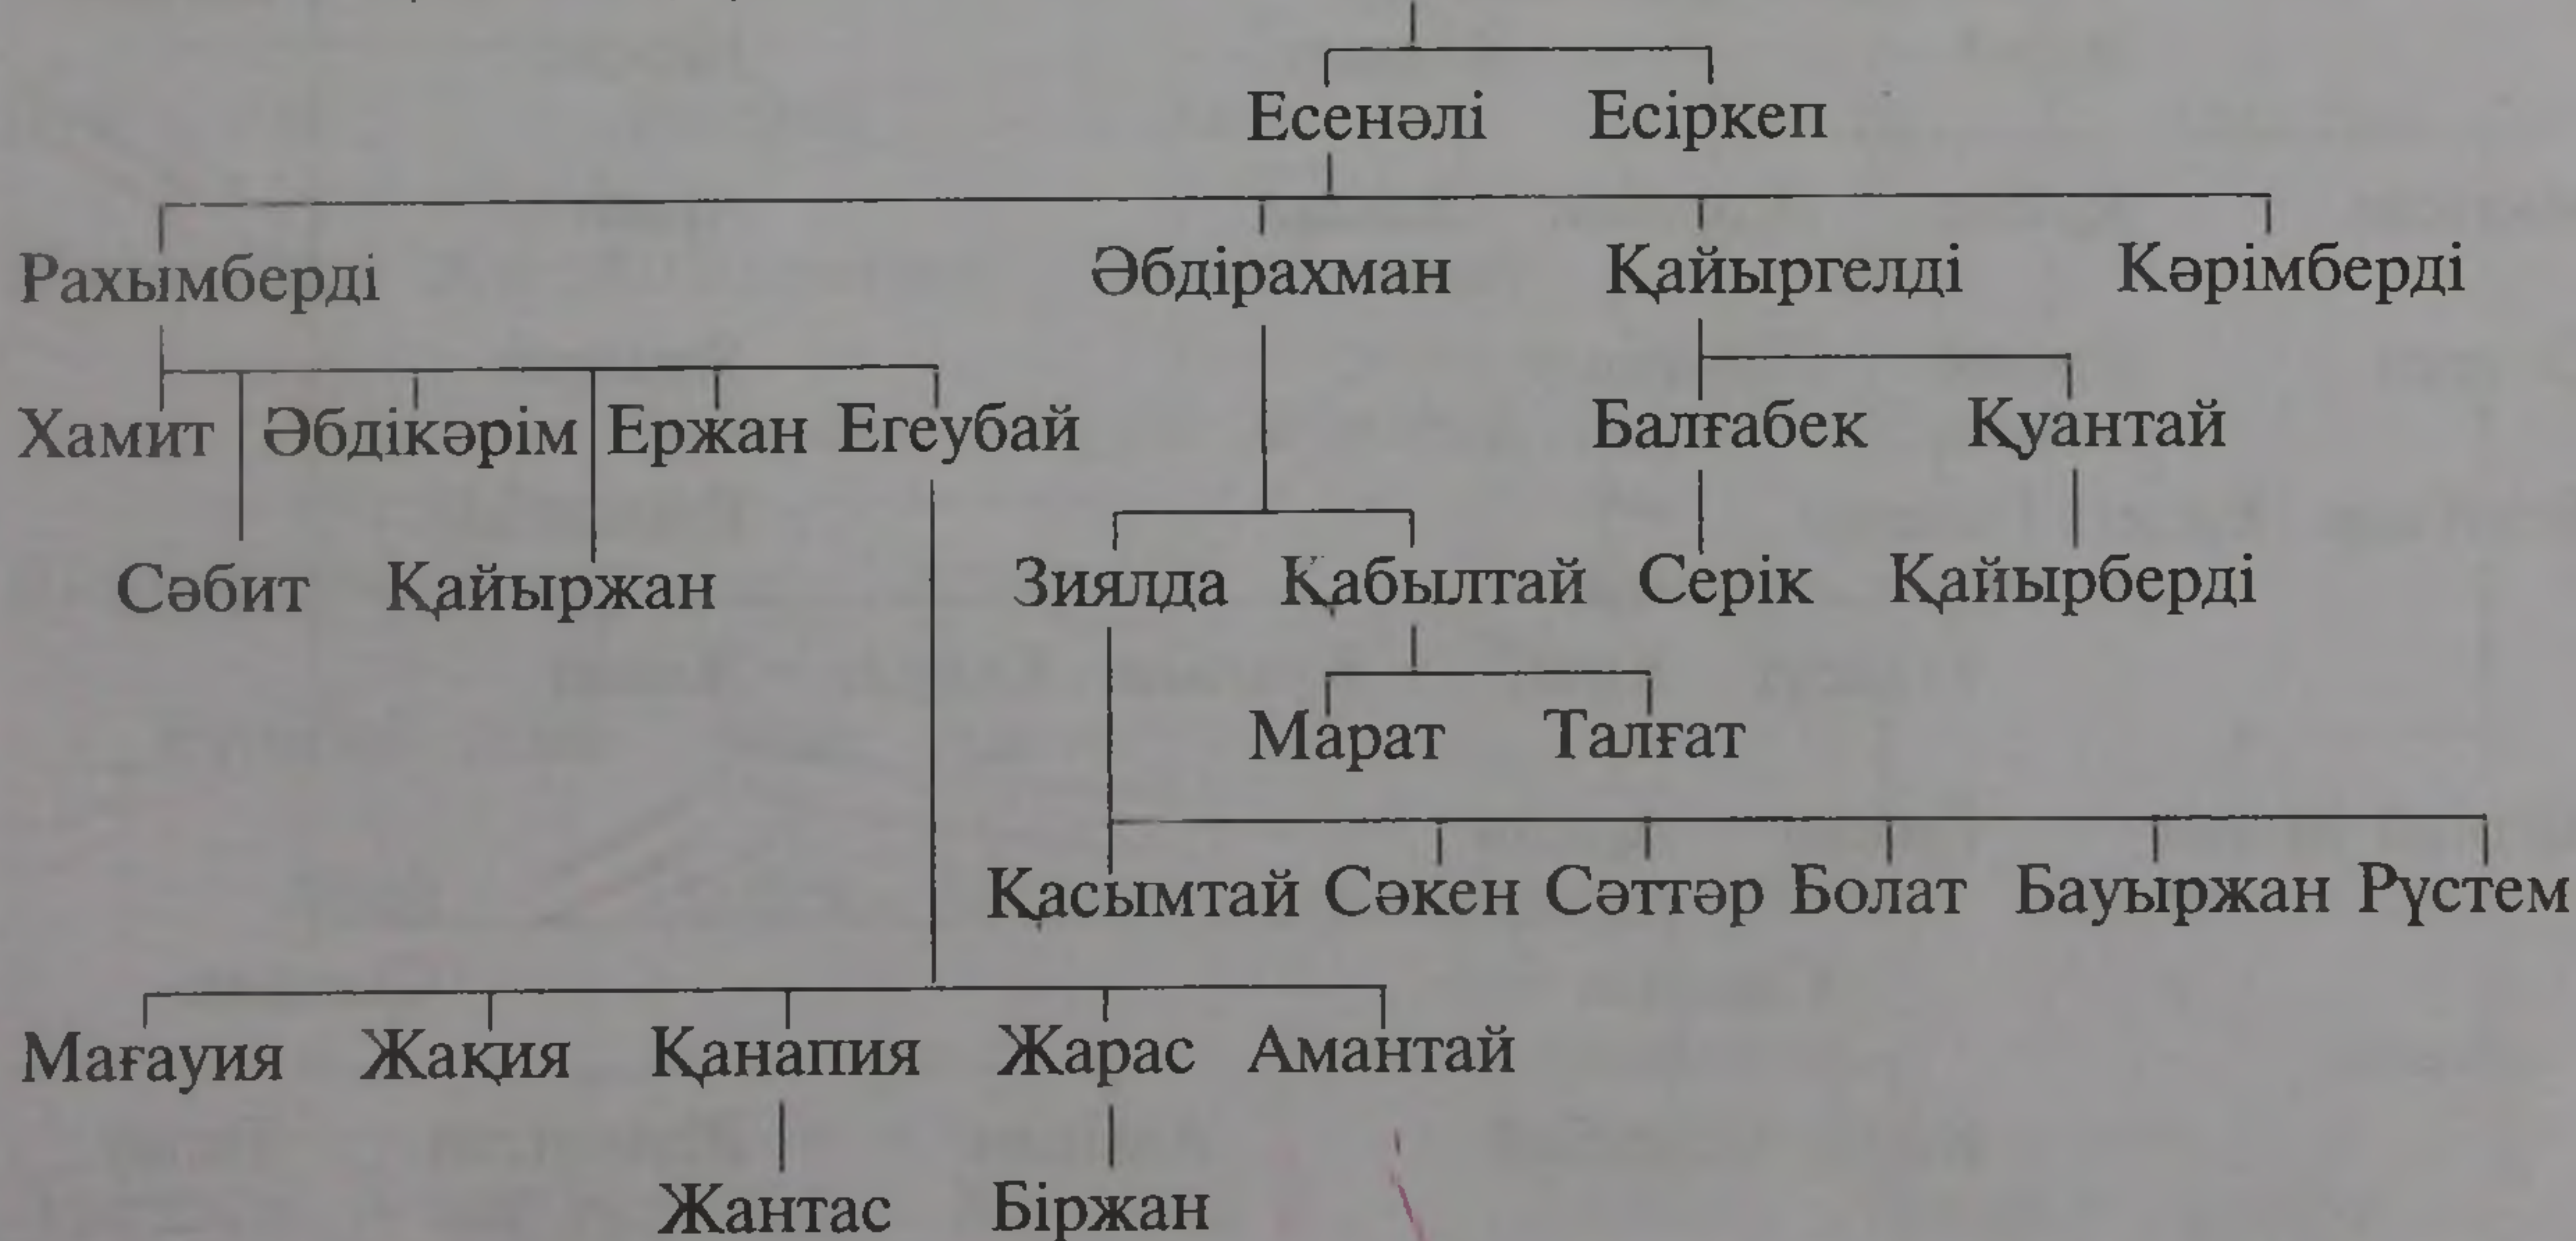 Есенәлі Есіркеп
Рахымберді Әбдірахман Қайыргелді Кәрімберді
Хамит Әбдікәрім Ержан Егеубай Балғабек Қуантай
Сәбит Қайыржан Зиялда Қабылтай Серік Қайырберді
Марат Талғат
Қасымтай Сәкен Сәттәр Болат Бауыржан Рүстем
Мағауия Жақия Қанапия Жарас Амантай
Жантас Біржан